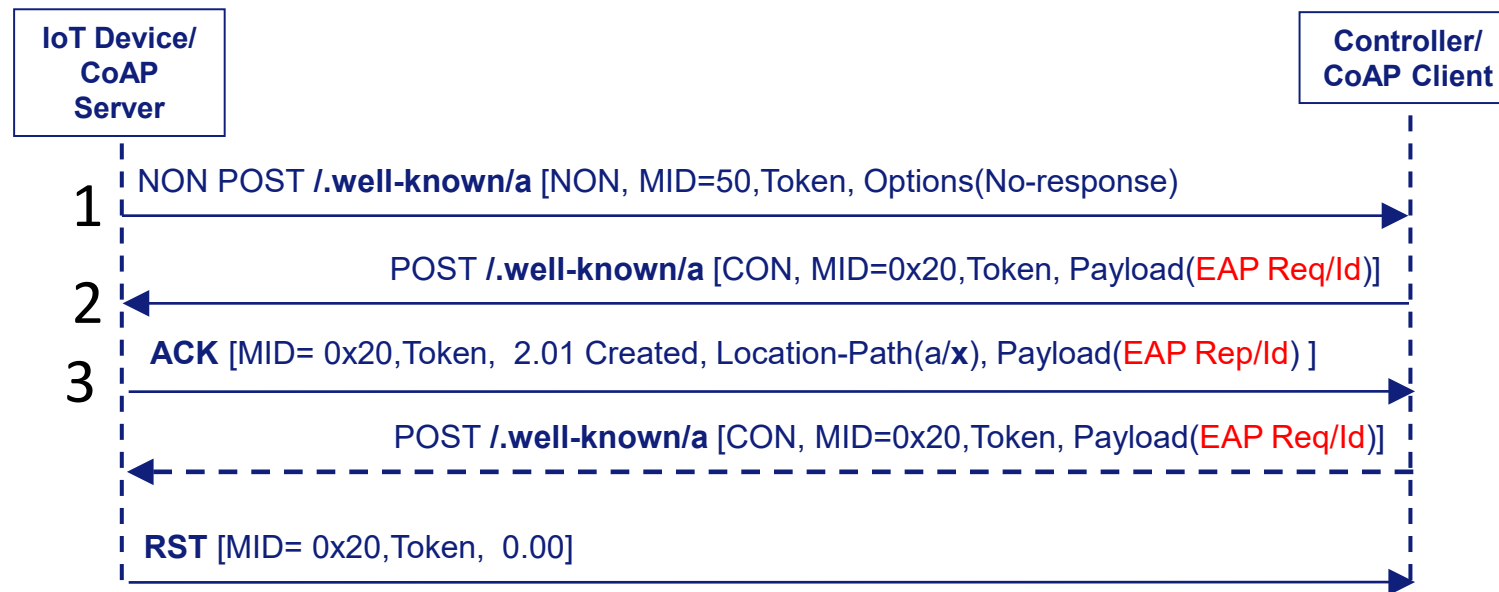 IoT Device/
CoAP
Server
Controller/
CoAP Client
1
NON POST /.well-known/a [NON, MID=50,Token, Options(No-response)
POST /.well-known/a [CON, MID=0x20,Token, Payload(EAP Req/Id)]
2
ACK [MID= 0x20,Token,  2.01 Created, Location-Path(a/x), Payload(EAP Rep/Id) ]
3
POST /.well-known/a [CON, MID=0x20,Token, Payload(EAP Req/Id)]
RST [MID= 0x20,Token,  0.00]